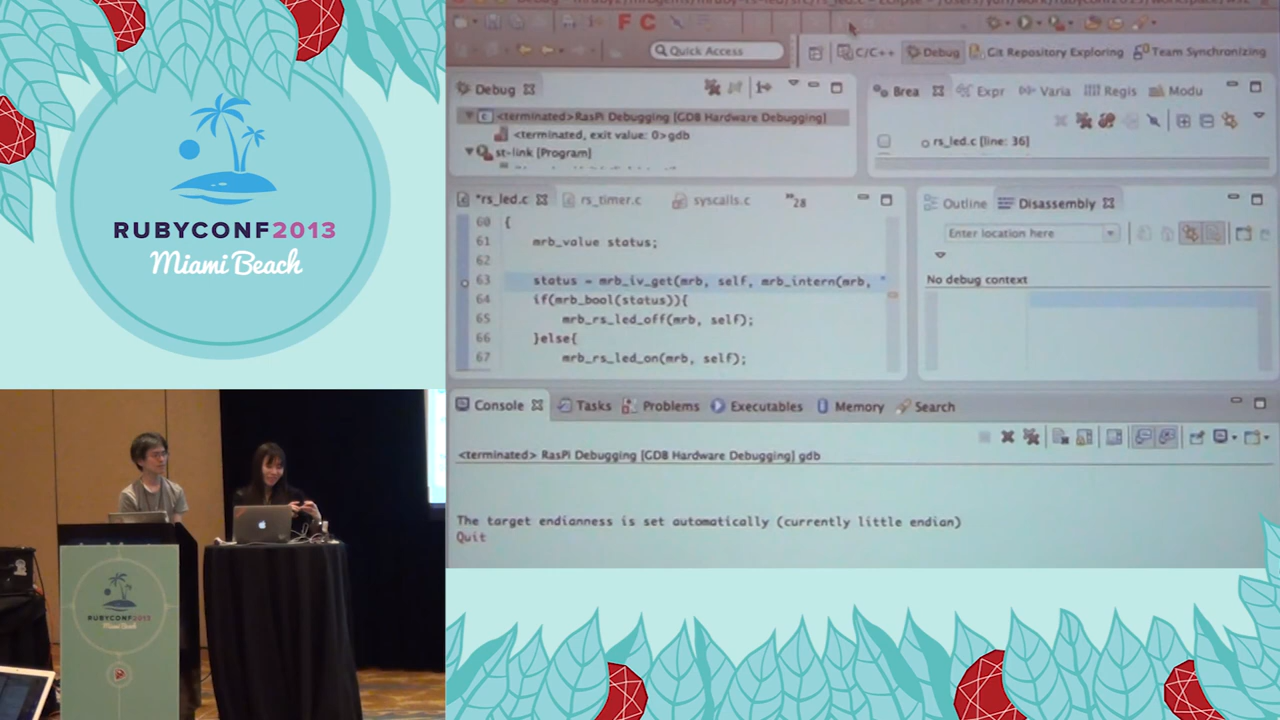 RUBYCONF2013
Miami Beach
F C
Quick Access
C/C++
Debug
Git Repository Exploring
Team Synchronizing
Debug
<terminated>RasPi Debugging [GDB Hardware Debugging]
<terminated, exit value: 0>gdb
st-link [Program]
Brea
Expr
Varia
Regis
Modu
rs_led.c [line: 36]
*rs_led.c
rs_timer.c
syscalls.c
»28
60 {
61 mrb_value status;
62
63 status = mrb_iv_get(mrb, self, mrb_intern(mrb, "
64 if(mrb_bool(status)){
65 mrb_rs_led_off(mrb, self);
66 }else{
67 mrb_rs_led_on(mrb, self);
Outline
Disassembly
Enter location here
No debug context
Console
Tasks
Problems
Executables
Memory
Search
<terminated> RasPi Debugging [GDB Hardware Debugging] gdb
The target endianness is set automatically (currently little endian)
Quit
RUBYCONF2013
Miami Beach